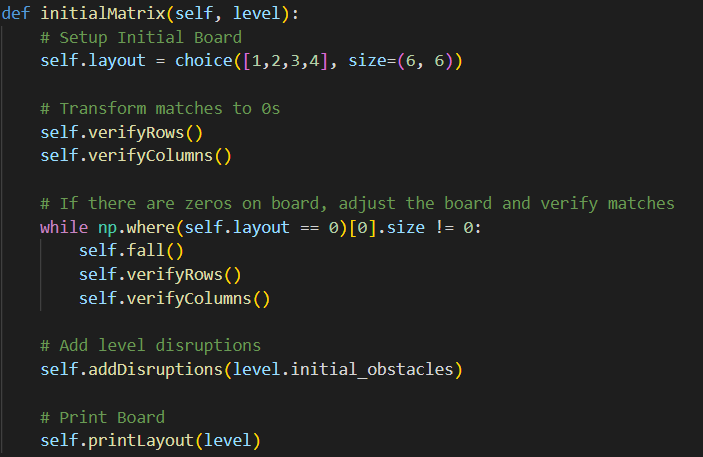 def initialMatrix(self, level):
    # Setup Initial Board
    self.layout = choice([1,2,3,4], size=(6, 6))

    # Transform matches to 0s
    self.verifyRows()
    self.verifyColumns()

    # If there are zeros on board, adjust the board and verify matches
    while np.where(self.layout == 0)[0].size != 0:
        self.fall()
        self.verifyRows()
        self.verifyColumns()

    # Add level disruptions
    self.addDisruptions(level.initial_obstacles)

    # Print Board
    self.printLayout(level)